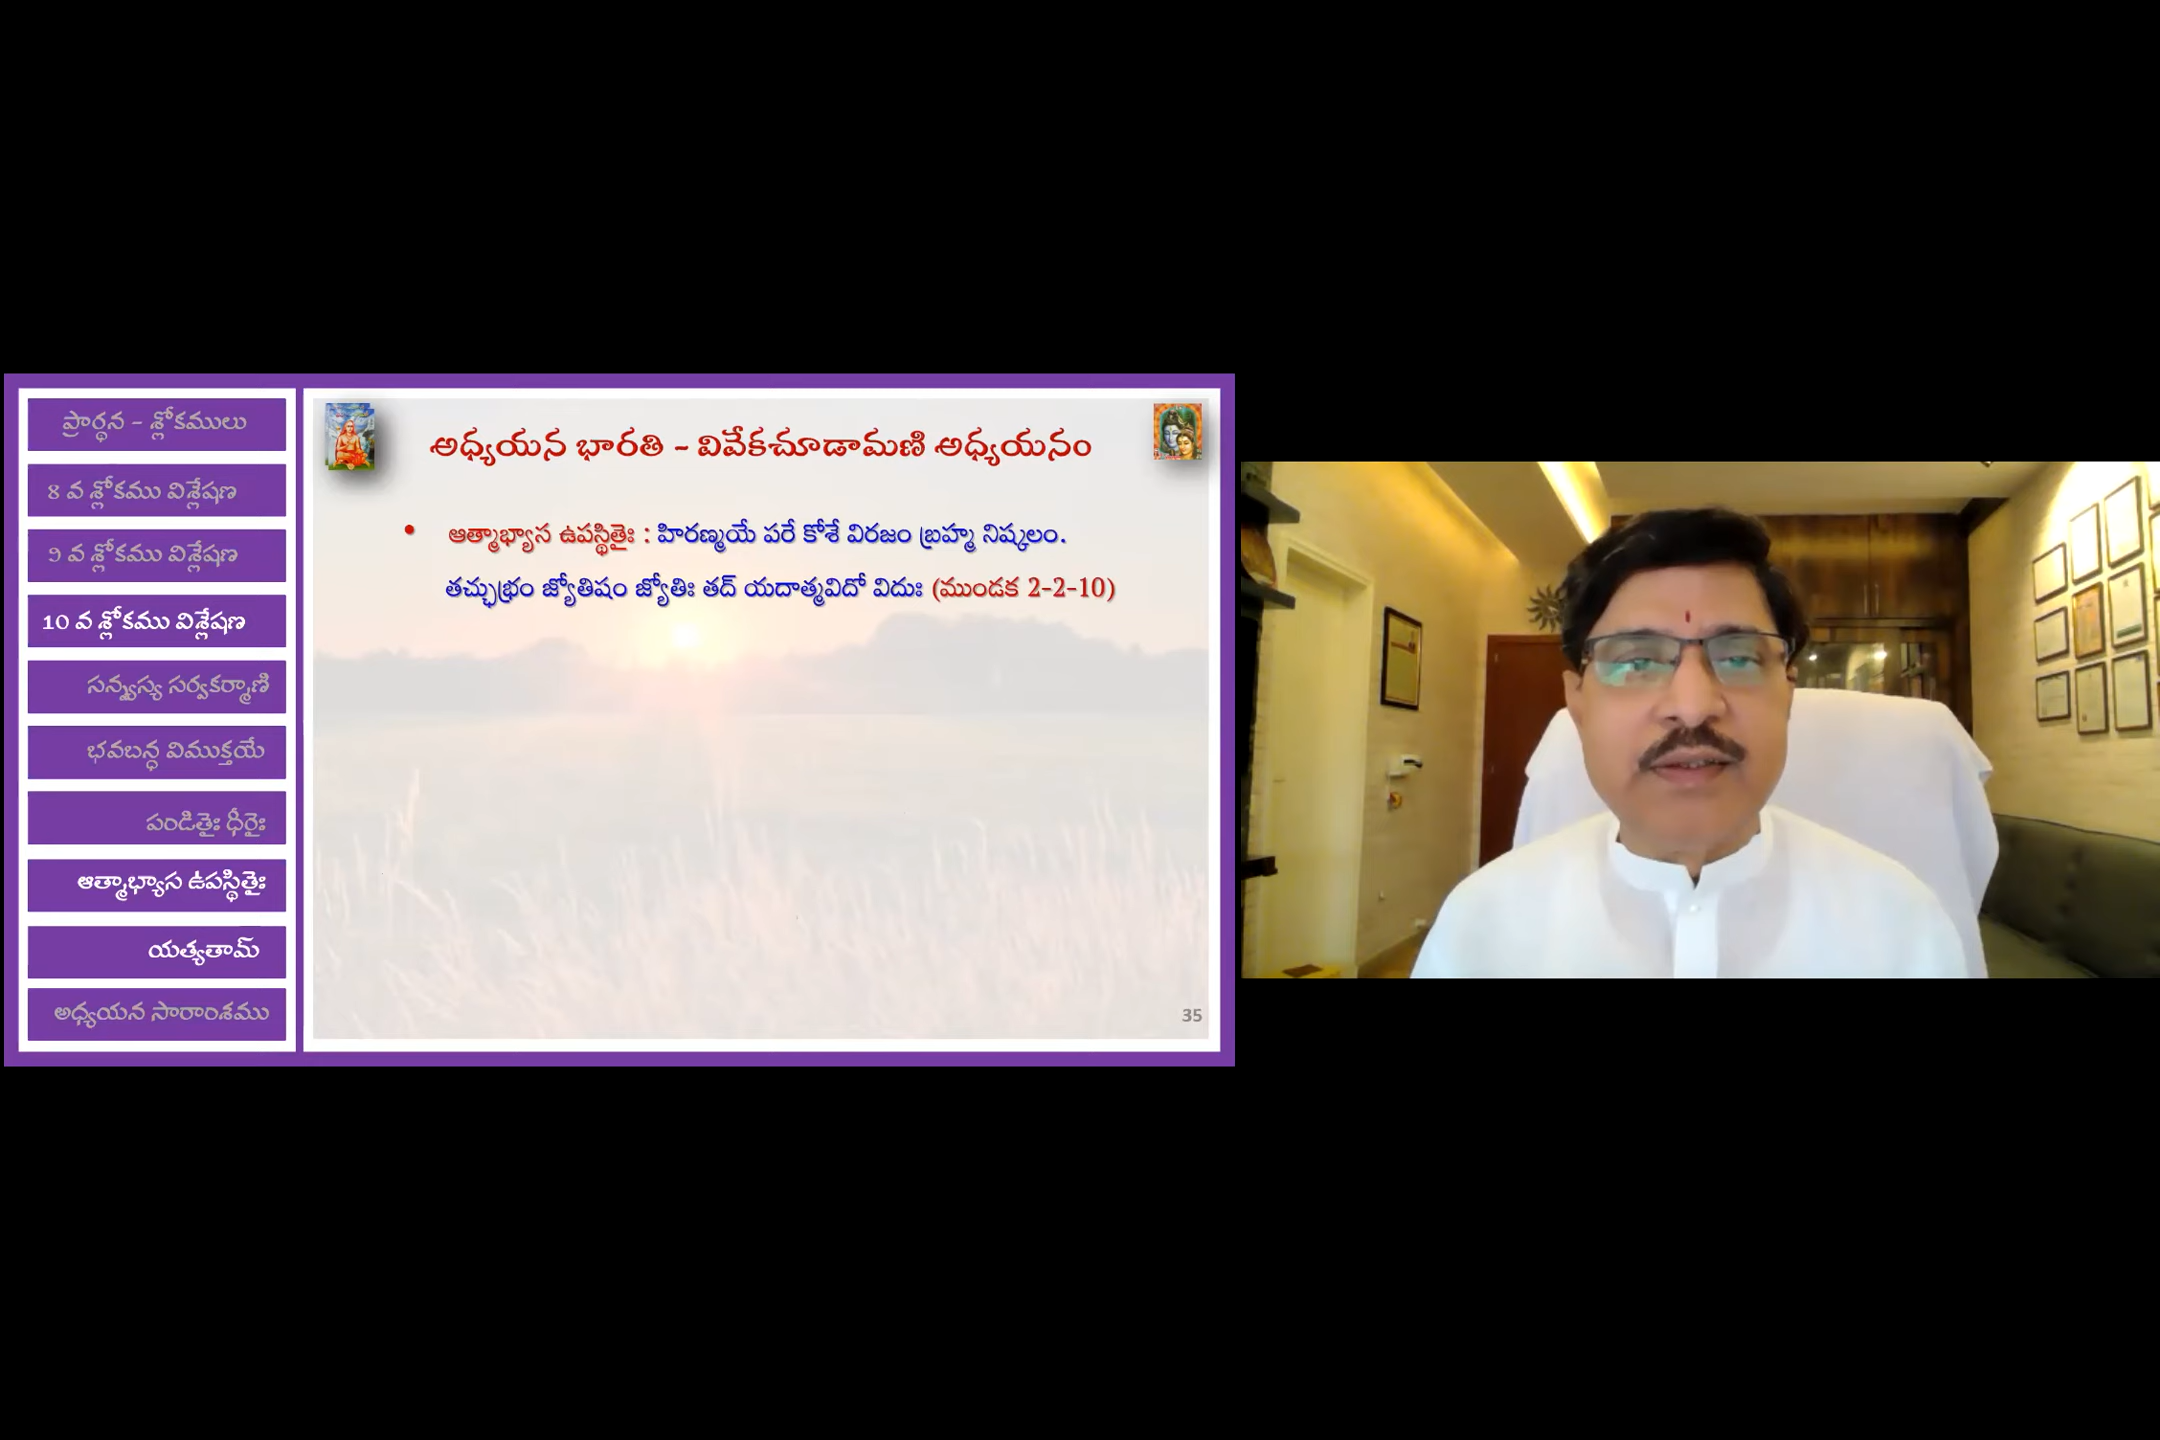 ప్రార్థన - శ్లోకములు
8 వ శ్లోకము విశ్లేషణ
9 వ శ్లోకము విశ్లేషణ
10 వ శ్లోకము విశ్లేషణ
సన్న్యస్య సర్వకర్మాణి
భవబన్ధ విముక్తయే
పండితైః ధీరైః
ఆత్మాభ్యాస ఉపస్థితైః
యత్యతామ్
అధ్యయన సారాంశము
అధ్యయన భారతి - వివేకచూడామణి అధ్యయనం
• ఆత్మాభ్యాస ఉపస్థితైః : హిరణ్మయే పరే కోశే విరజం బ్రహ్మ నిష్కలం.
తచ్ఛుభ్రం జ్యోతిషం జ్యోతిః తద్ యదాత్మవిదో విదుః (ముండక 2-2-10)
35